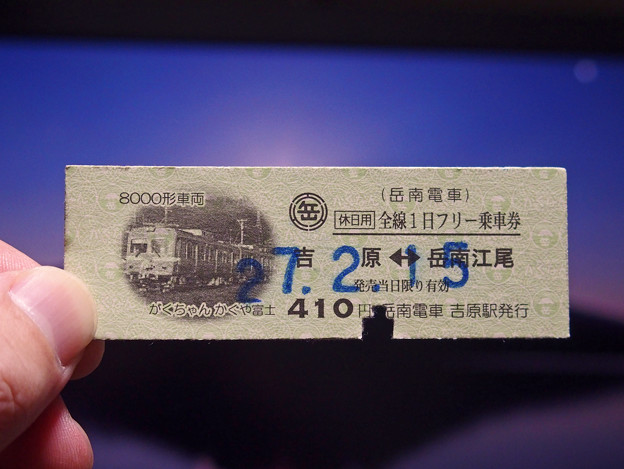 8000形車両
がくちゃん かぐや富士
岳
(岳南電車)
休日用 全線1日フリー乗車券
吉原 ↔ 岳南江尾
27.2.15
発売当日限り有効
410円 岳南電車 吉原駅発行